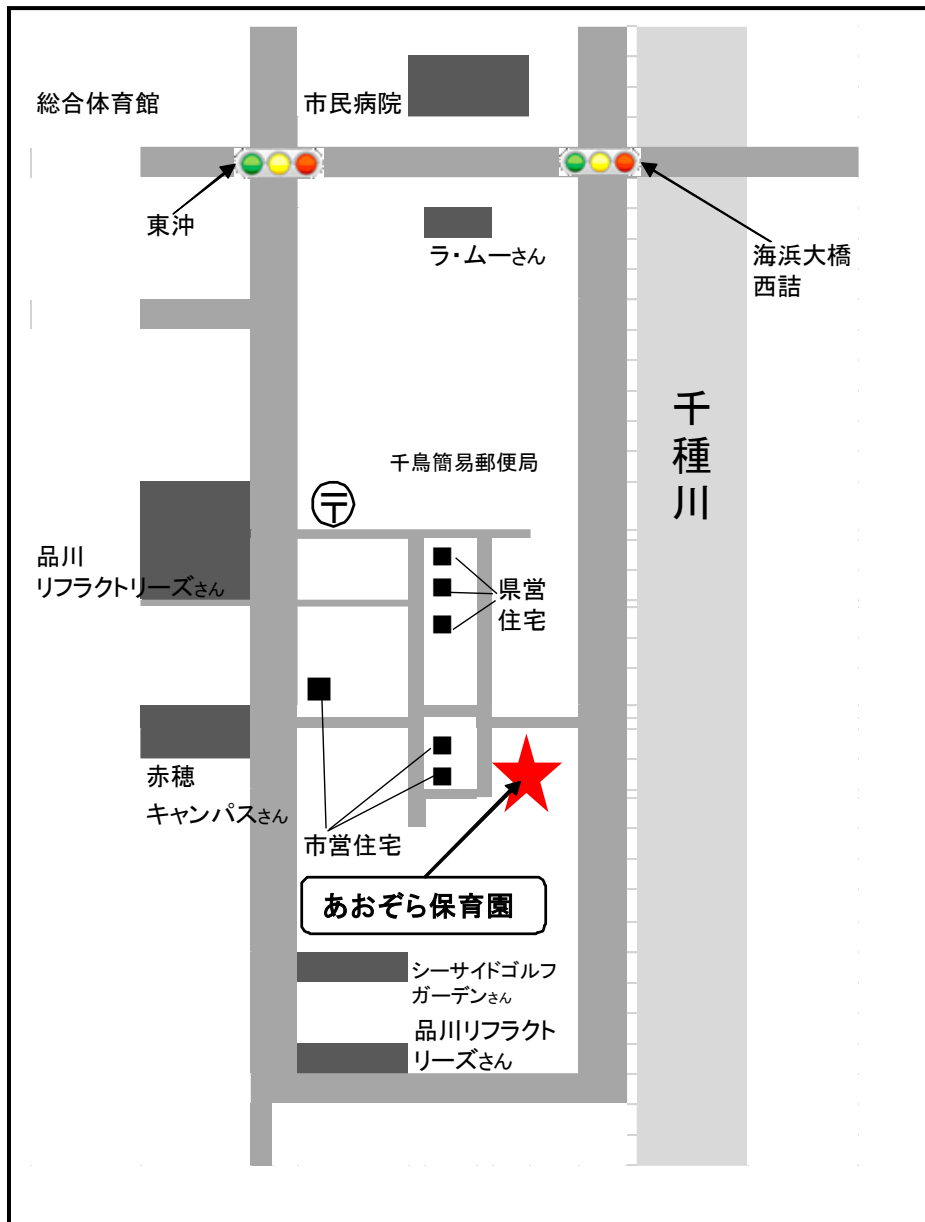 総合体育館
市民病院
東沖
ラ・ムーさん
海浜大橋
西詰
千種川
千鳥簡易郵便局
〒
品川
リフラクトリーズさん
県営
住宅
赤穂
キャンパスさん
市営住宅
あおぞら保育園
シーサイドゴルフ
ガーデンさん
品川リフラクト
リーズさん